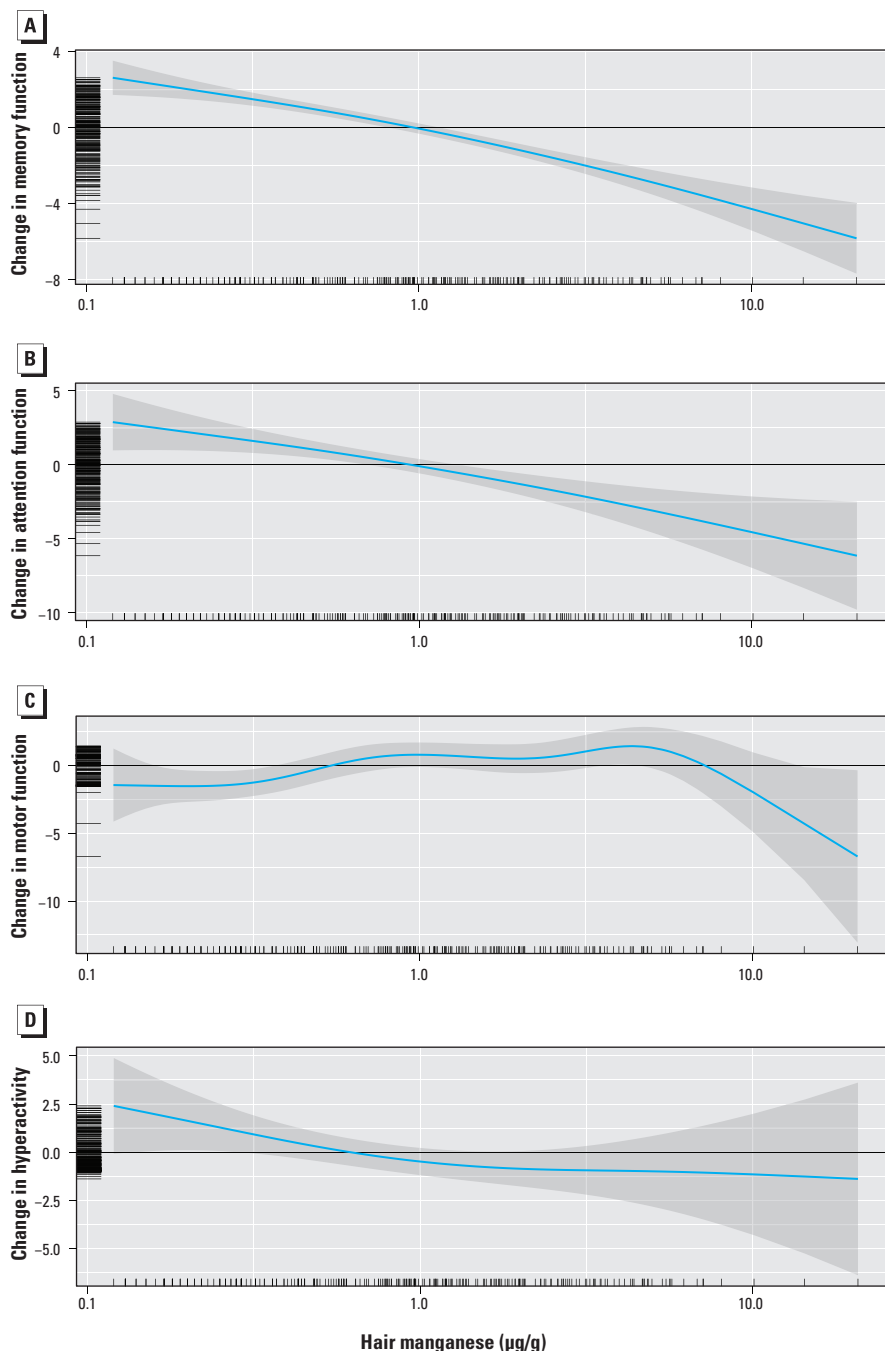 A
Change in memory function
4
0
−4
−8
0.1 1.0 10.0
B
Change in attention function
5
0
−5
−10
0.1 1.0 10.0
C
Change in motor function
0
−5
−10
0.1 1.0 10.0
D
Change in hyperactivity
5.0
2.5
0.0
−2.5
−5.0
0.1 1.0 10.0
Hair manganese (µg/g)